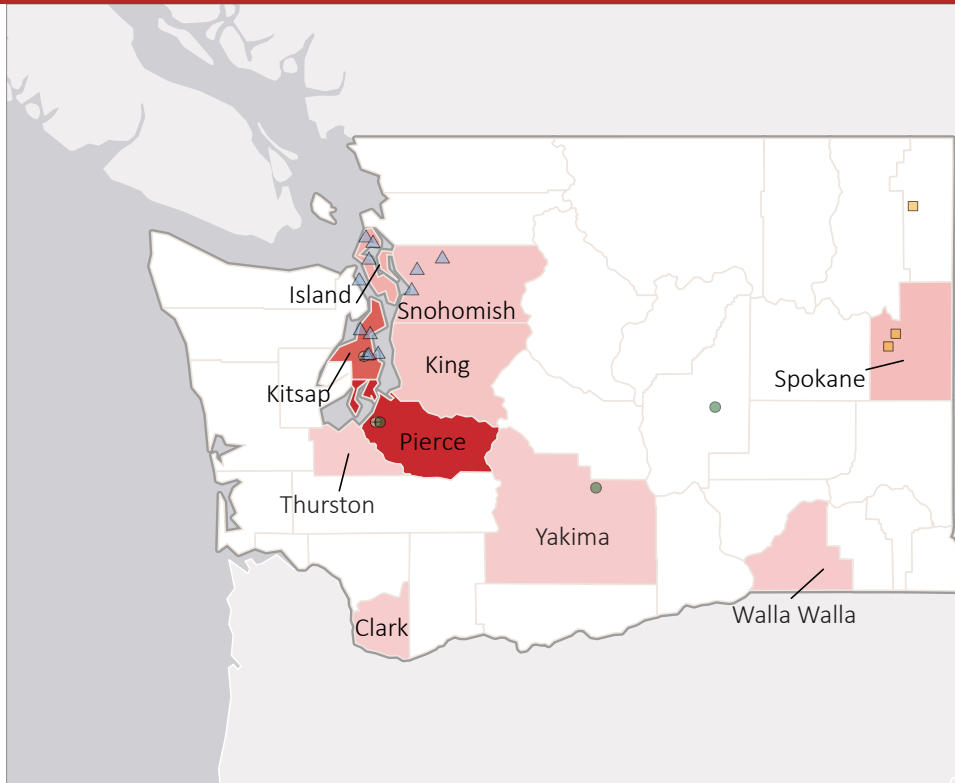 Island
Snohomish
King
Kitsap
Spokane
Pierce
Thurston
Yakima
Walla Walla
Clark